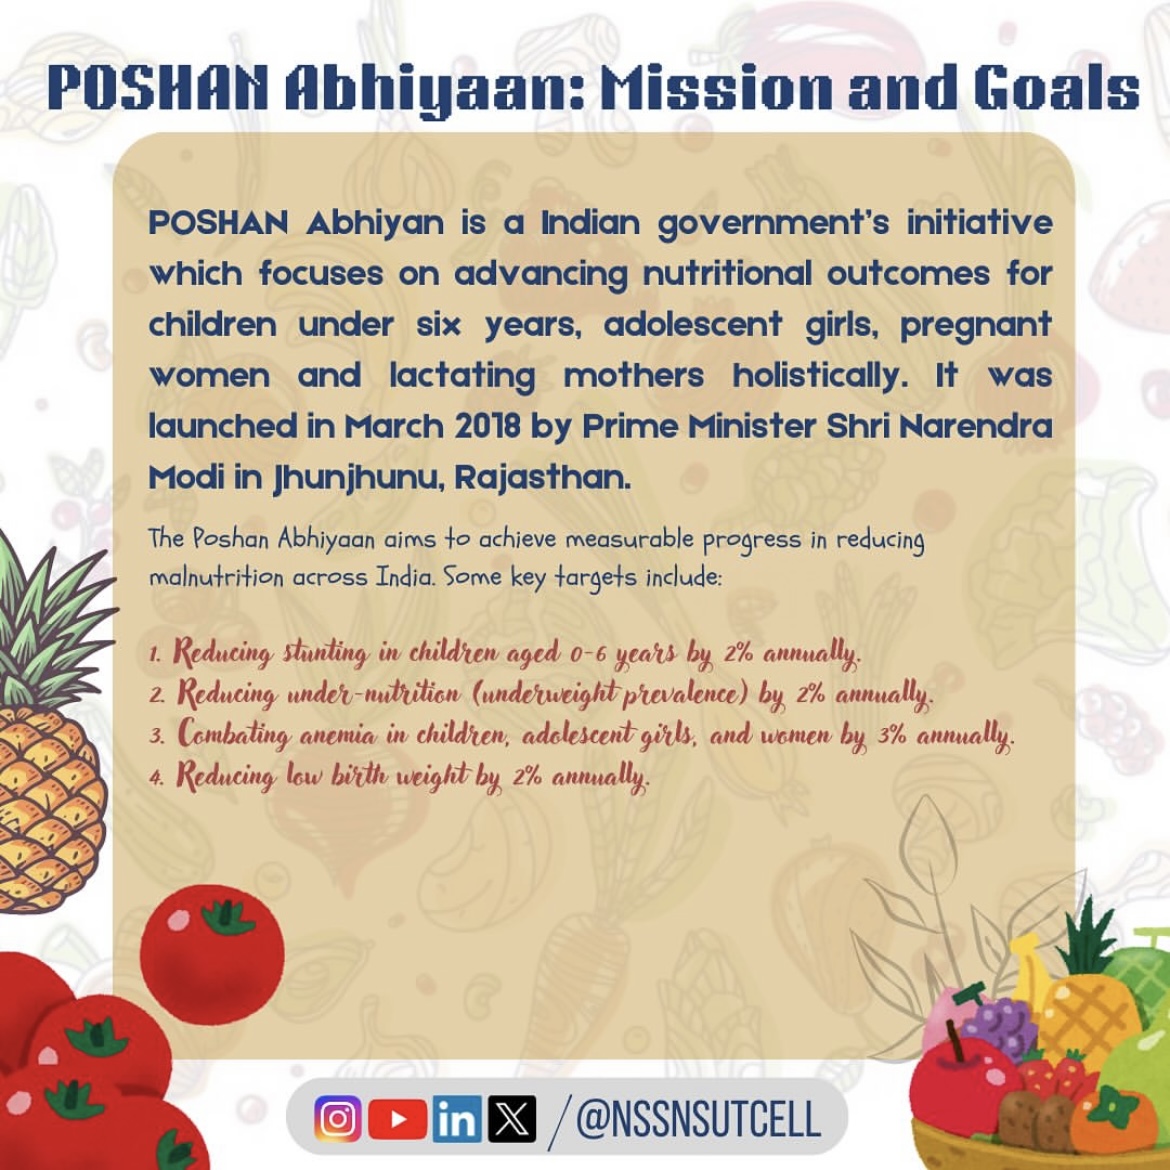 POSHAN Abhiyaan: Mission and Goals
POSHAN Abhiyan is a Indian government's initiative
which focuses on advancing nutritional outcomes for
children under six years, adolescent girls, pregnant
women and lactating mothers holistically. It was
launched in March 2018 by Prime Minister Shri Narendra
Modi in Jhunjhunu, Rajasthan.
The Poshan Abhiyaan aims to achieve measurable progress in reducing
malnutrition across India. Some key targets include:
1. Reducing stunting in children aged 0-6 years by 2% annually.
2. Reducing under-nutrition (underweight prevalence) by 2% annually.
3. Combating anemia in children, adolescent girls, and women by 3% annually.
4. Reducing low birth weight by 2% annually.
/@NSSNSUTCELL